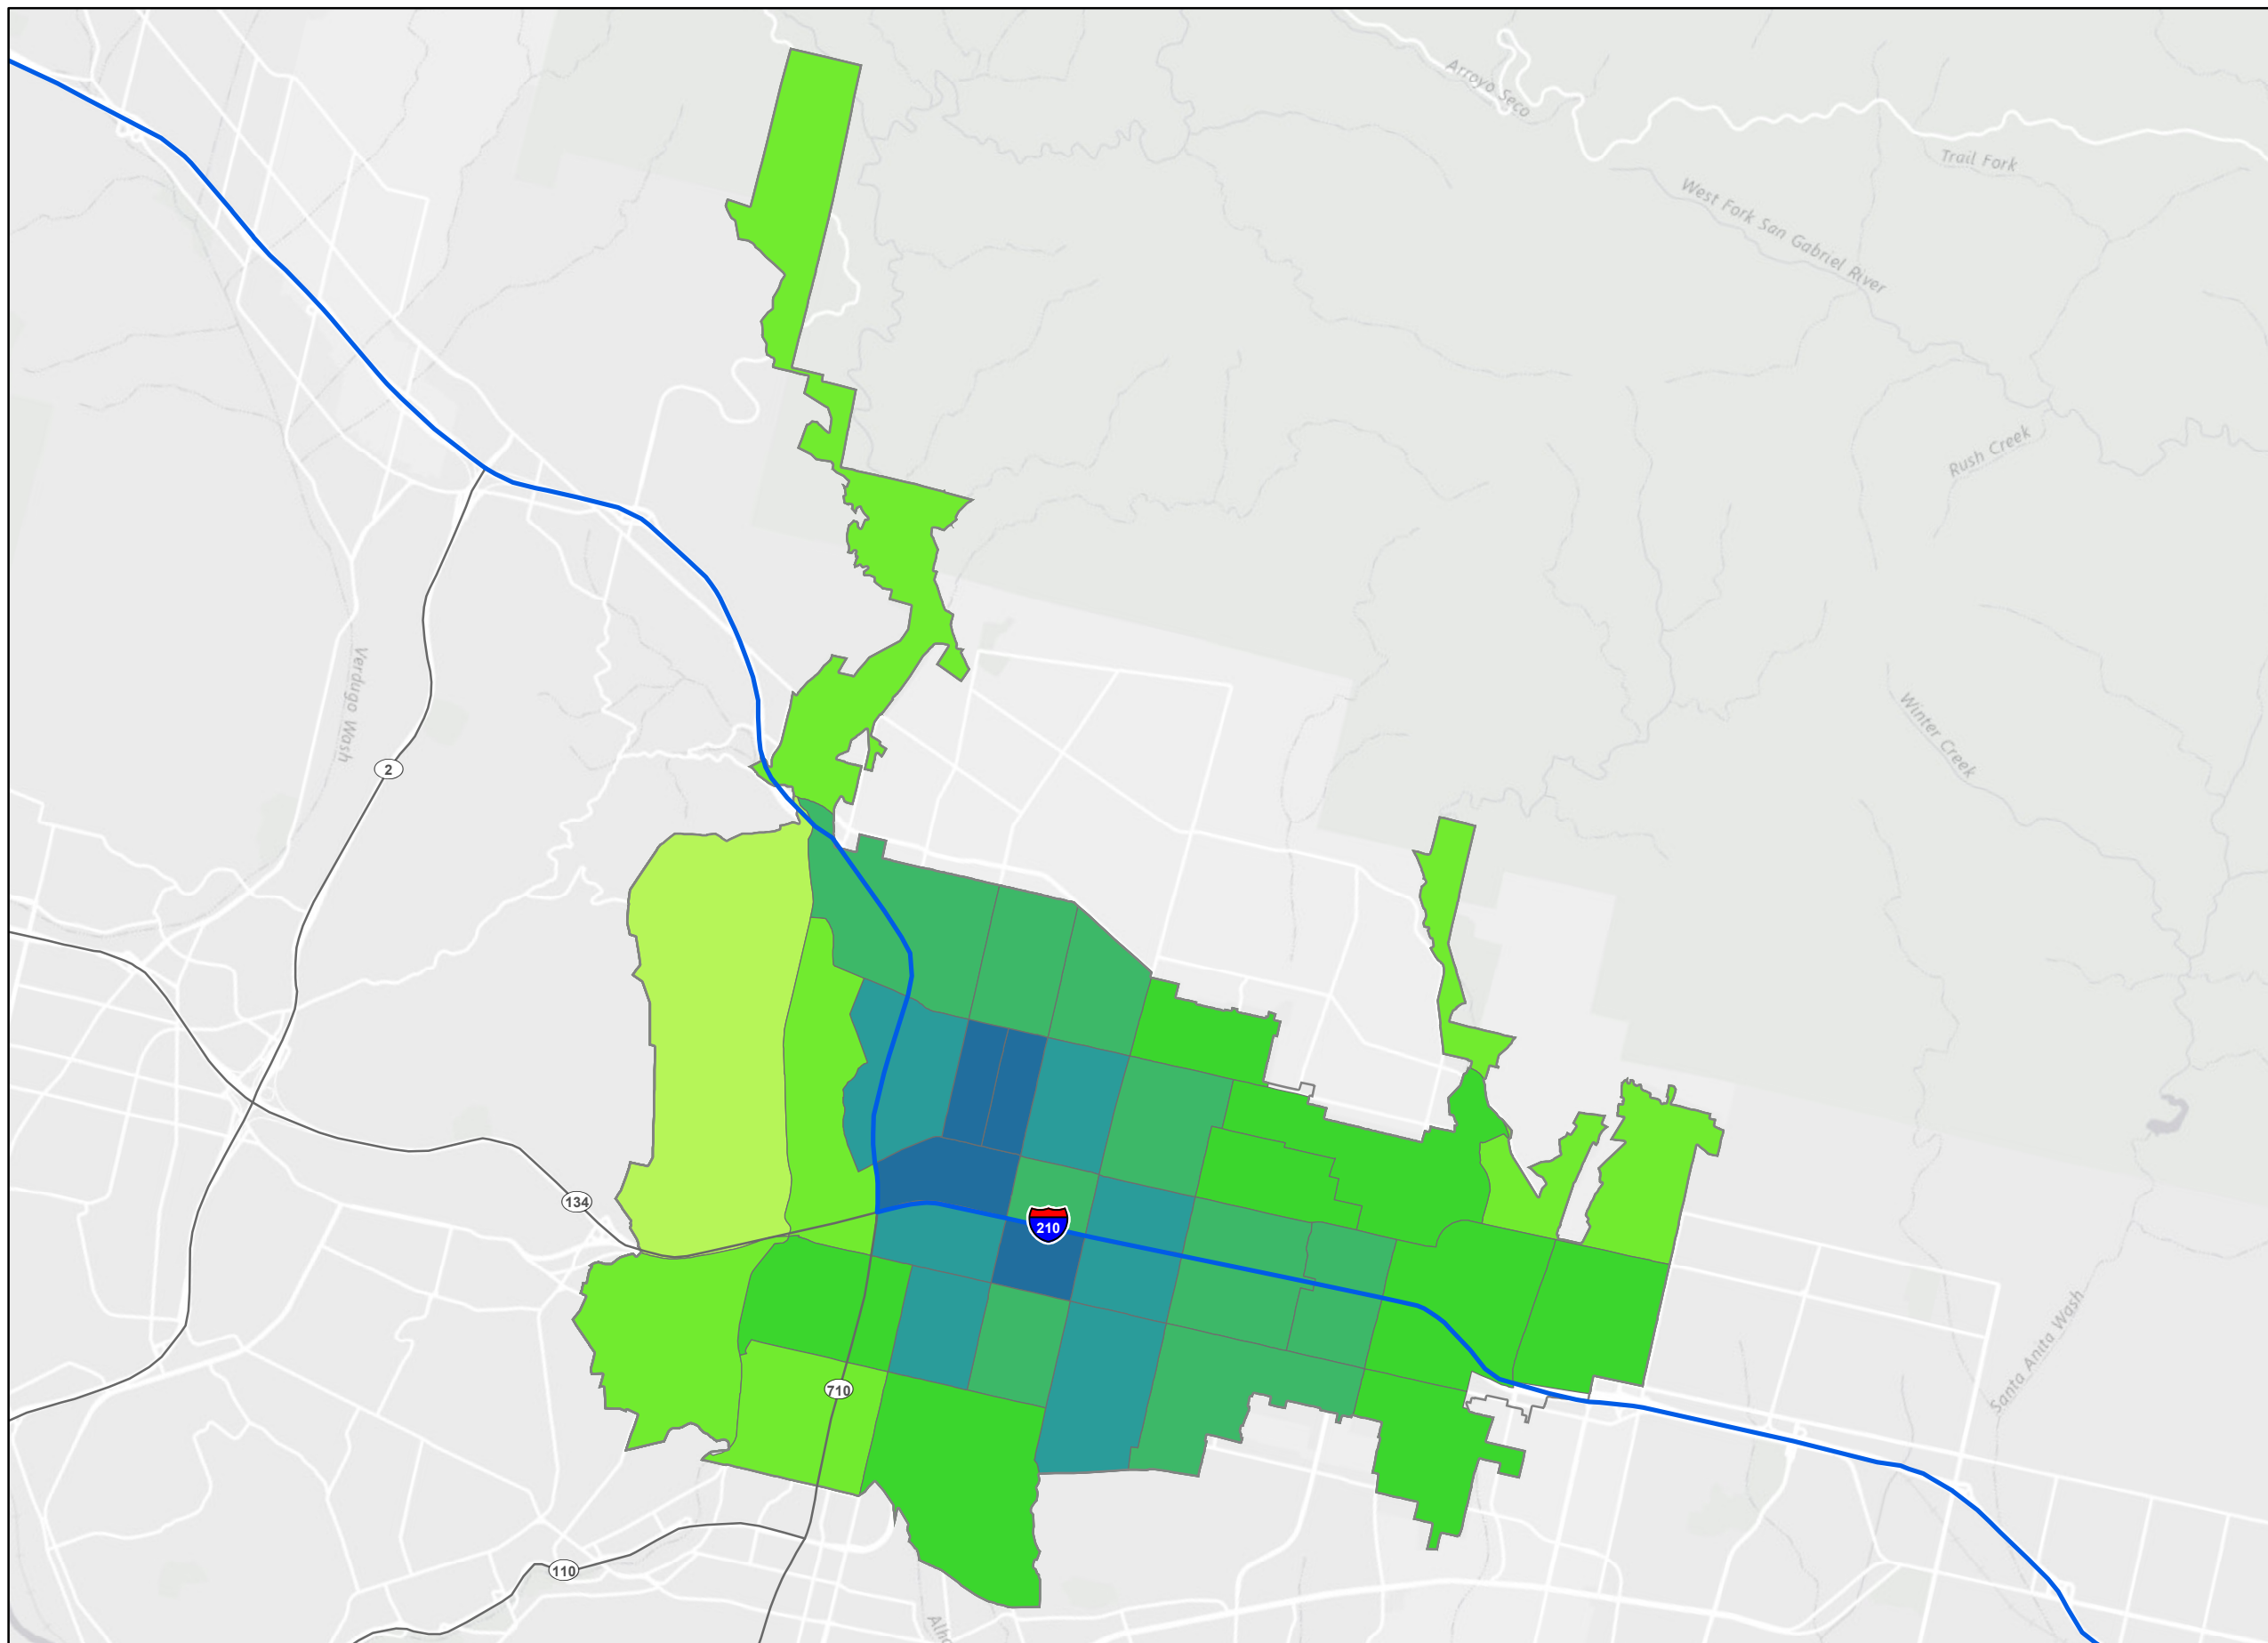 Arroyo Seco
Trail Fork
West Fork San Gabriel River
Rush Creek
Verdugo Wash
Winter Creek
2
134
210
Santa Anita Wash
710
110